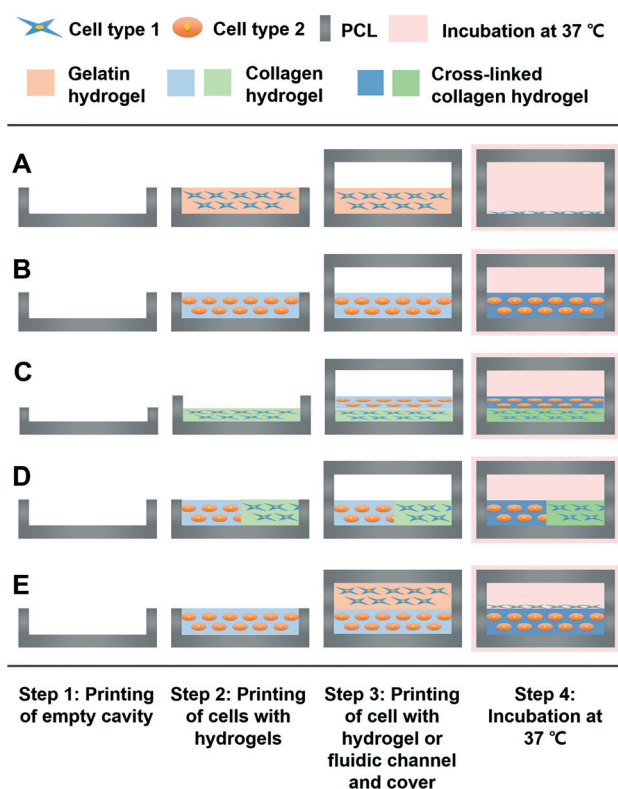 Cell type 1 Cell type 2 PCL Incubation at 37 ℃
Gelatin hydrogel
Collagen hydrogel
Cross-linked collagen hydrogel
A
B
C
D
E
Step 1: Printing
of empty cavity
Step 2: Printing
of cells with
hydrogels
Step 3: Printing
of cell with
hydrogel or
fluidic channel
and cover
Step 4:
Incubation at
37 ℃